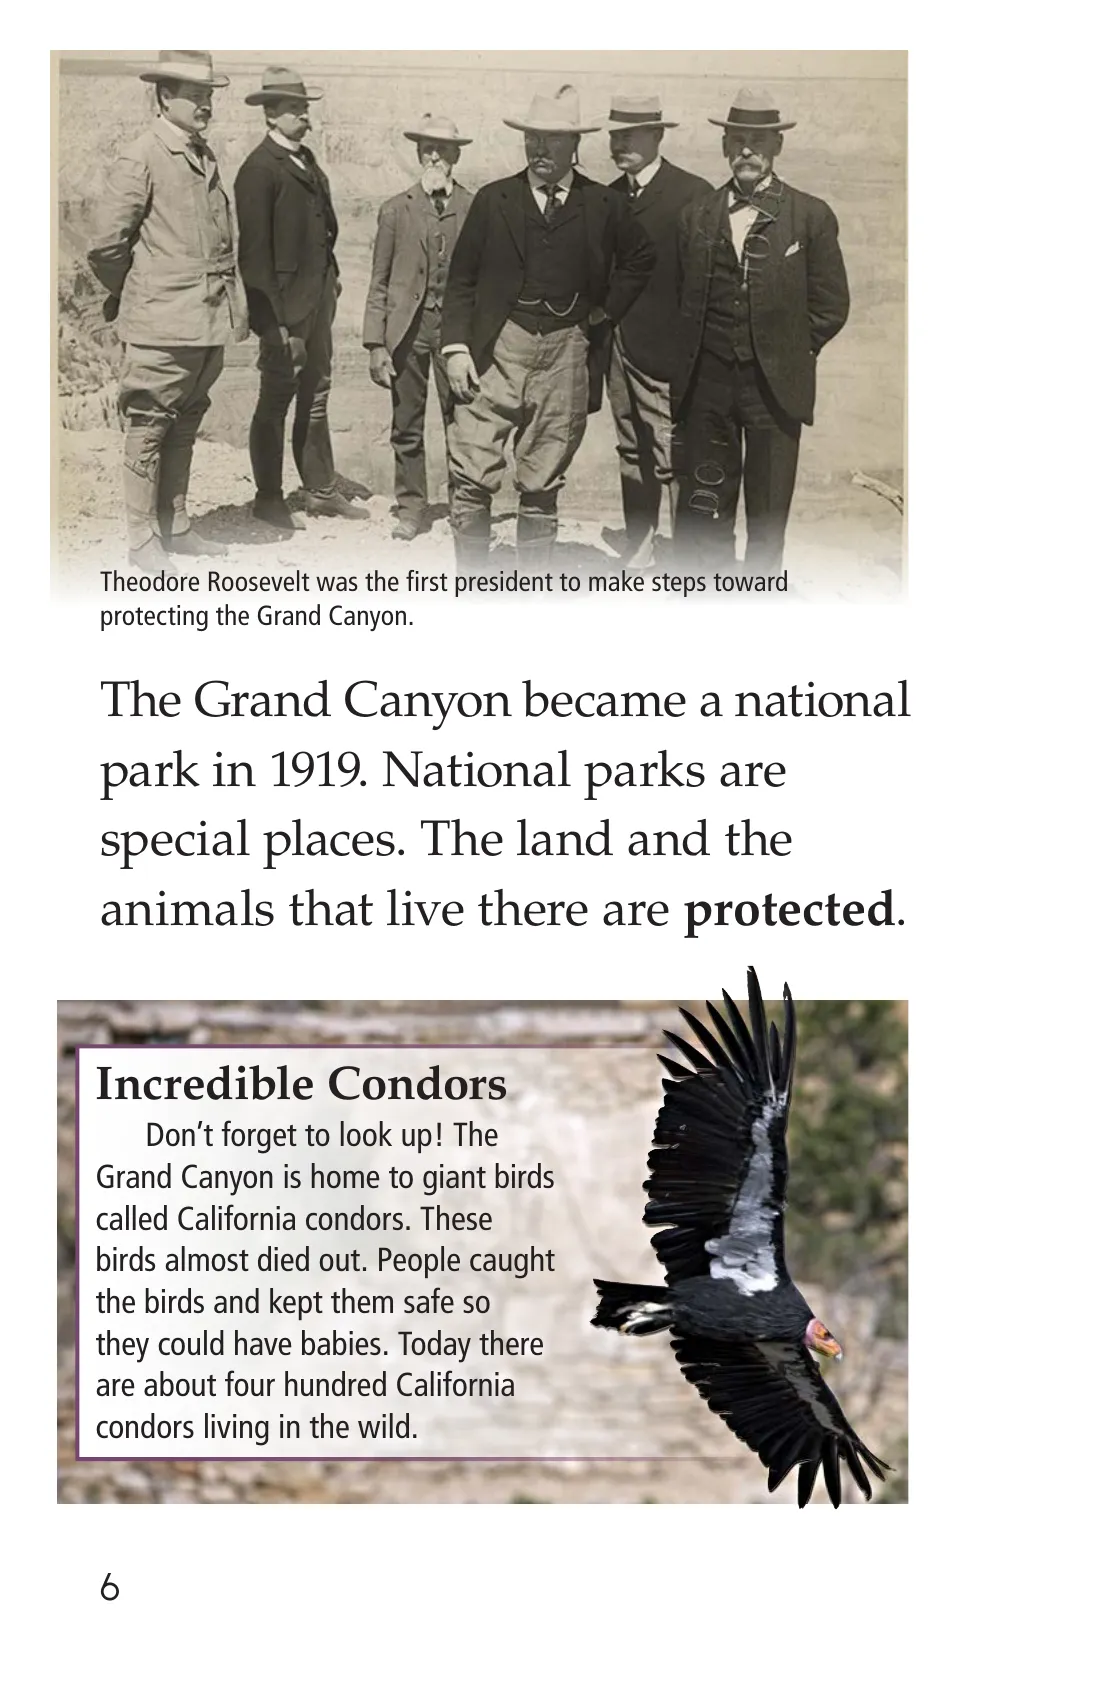 Theodore Roosevelt was the first president to make steps toward
protecting the Grand Canyon.
The Grand Canyon became a national
park in 1919. National parks are
special places. The land and the
animals that live there are protected.
Incredible Condors
Don’t forget to look up! The
Grand Canyon is home to giant birds
called California condors. These
birds almost died out. People caught
the birds and kept them safe so
they could have babies. Today there
are about four hundred California
condors living in the wild.
6